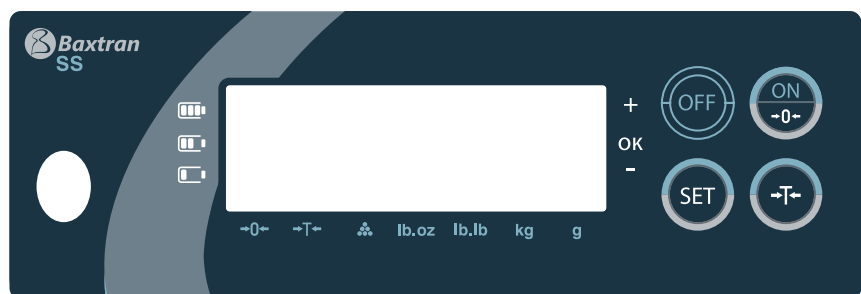 Baxtran
SS
+
OK
-
OFF
ON
→0←
SET
→T←
→0← →T← lb.oz lb.lb kg g